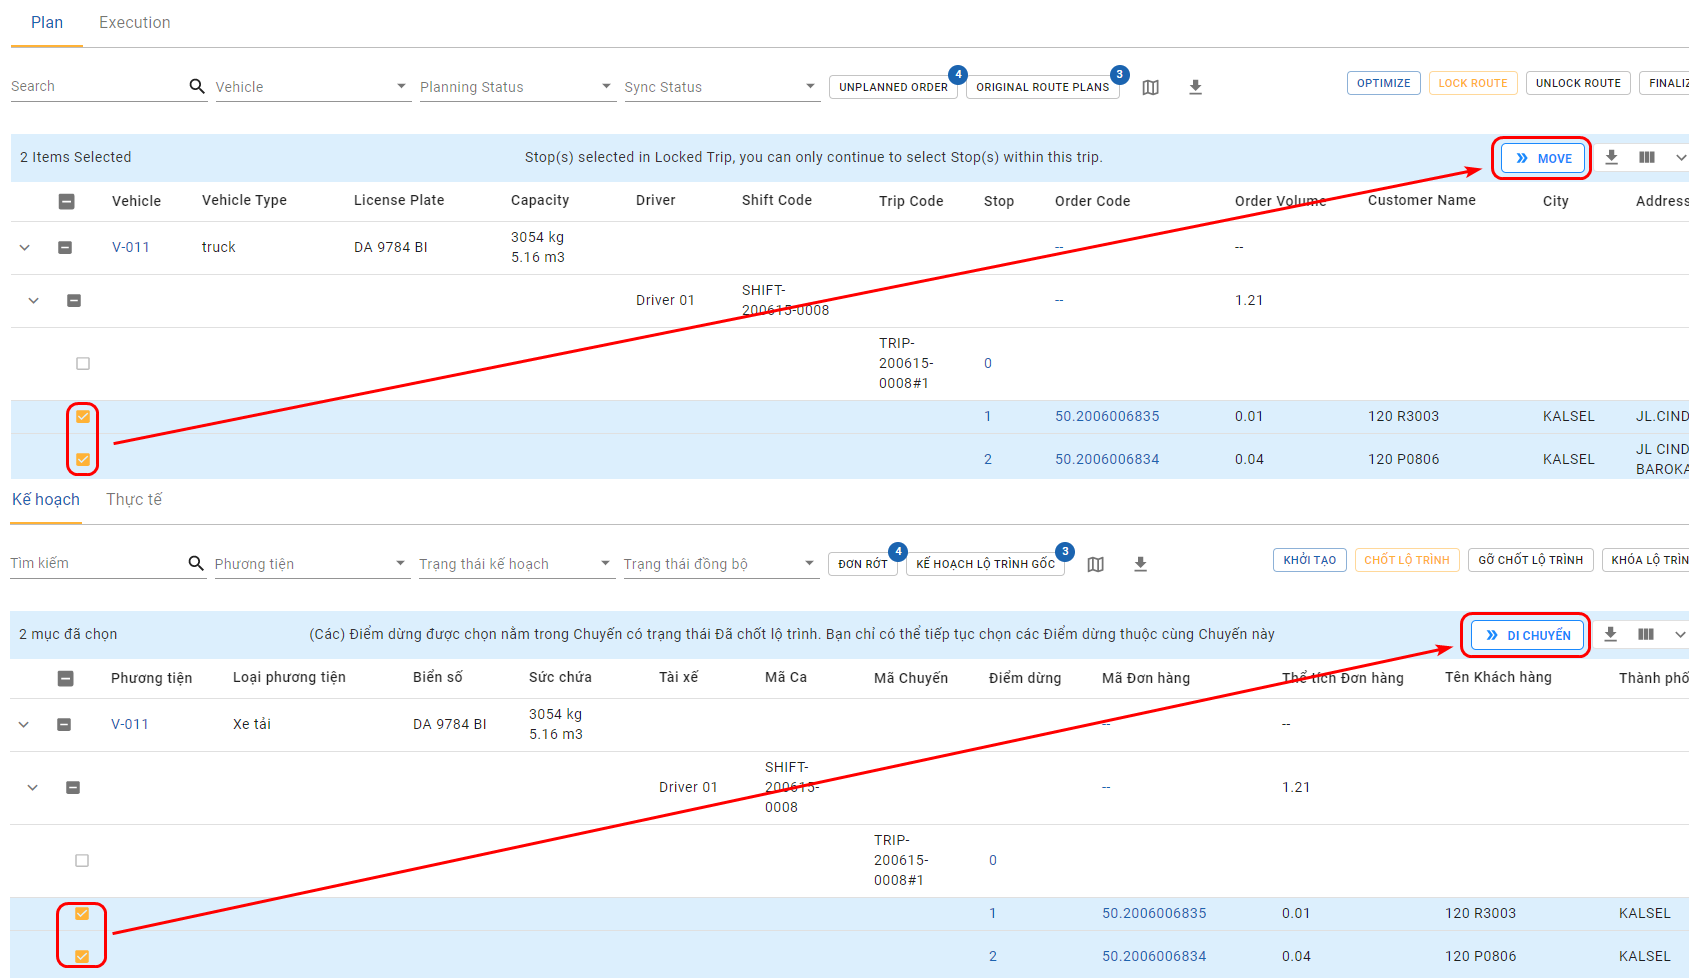 Plan Execution
Search Vehicle Planning Status Sync Status UNPLANNED ORDER 4 ORIGINAL ROUTE PLANS 3 OPTIMIZE LOCK ROUTE UNLOCK ROUTE FINALIZ
2 Items Selected Stop(s) selected in Locked Trip, you can only continue to select Stop(s) within this trip. MOVE
Vehicle Vehicle Type License Plate Capacity Driver Shift Code Trip Code Stop Order Code Order Volume Customer Name City Address
V-011 truck DA 9784 BI 3054 kg -- --
5.16 m3
Driver 01 SHIFT- -- 1.21
200615-0008
TRIP-
200615- 0
0008#1
1 50.2006006835 0.01 120 R3003 KALSEL JL.CIND
2 50.2006006834 0.04 120 P0806 KALSEL JL CIND
BAROKA
Kế hoạch Thực tế
Tìm kiếm Phương tiện Trạng thái kế hoạch Trạng thái đồng bộ ĐƠN RỚT 4 KẾ HOẠCH LỘ TRÌNH GỐC 3 KHỞI TẠO CHỐT LỘ TRÌNH GỠ CHỐT LỘ TRÌNH KHÓA LỘ TRÌN
2 mục đã chọn (Các) Điểm dừng được chọn nằm trong Chuyến có trạng thái Đã chốt lộ trình. Bạn chỉ có thể tiếp tục chọn các Điểm dừng thuộc cùng Chuyến này DI CHUYỂN
Phương tiện Loại phương tiện Biển số Sức chứa Tài xế Mã Ca Mã Chuyến Điểm dừng Mã Đơn hàng Thể tích Đơn hàng Tên Khách hàng Thành phố
V-011 Xe tải DA 9784 BI 3054 kg -- --
5.16 m3
SHIFT-
Driver 01 200615- -- 1.21
0008
TRIP-
200615- 0
0008#1
1 50.2006006835 0.01 120 R3003 KALSEL
2 50.2006006834 0.04 120 P0806 KALSEL